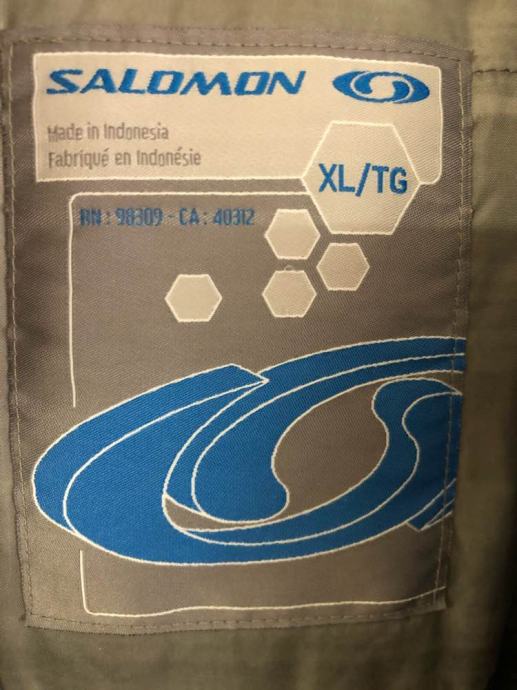 SALOMON
Made in Indonesia
Fabriqué en Indonésie
XL/TG
RN : 98309 - CA : 40312